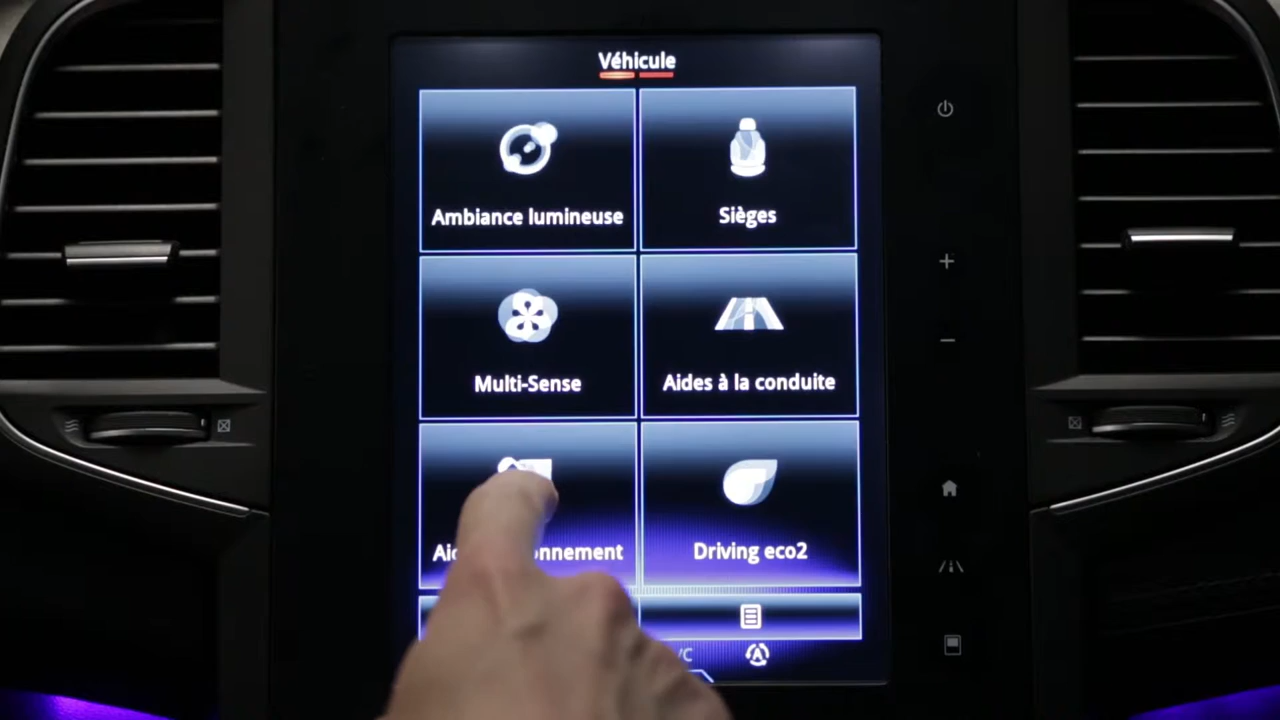 Véhicule
Ambiance lumineuse
Sièges
Multi-Sense
Aides à la conduite
Driving eco2